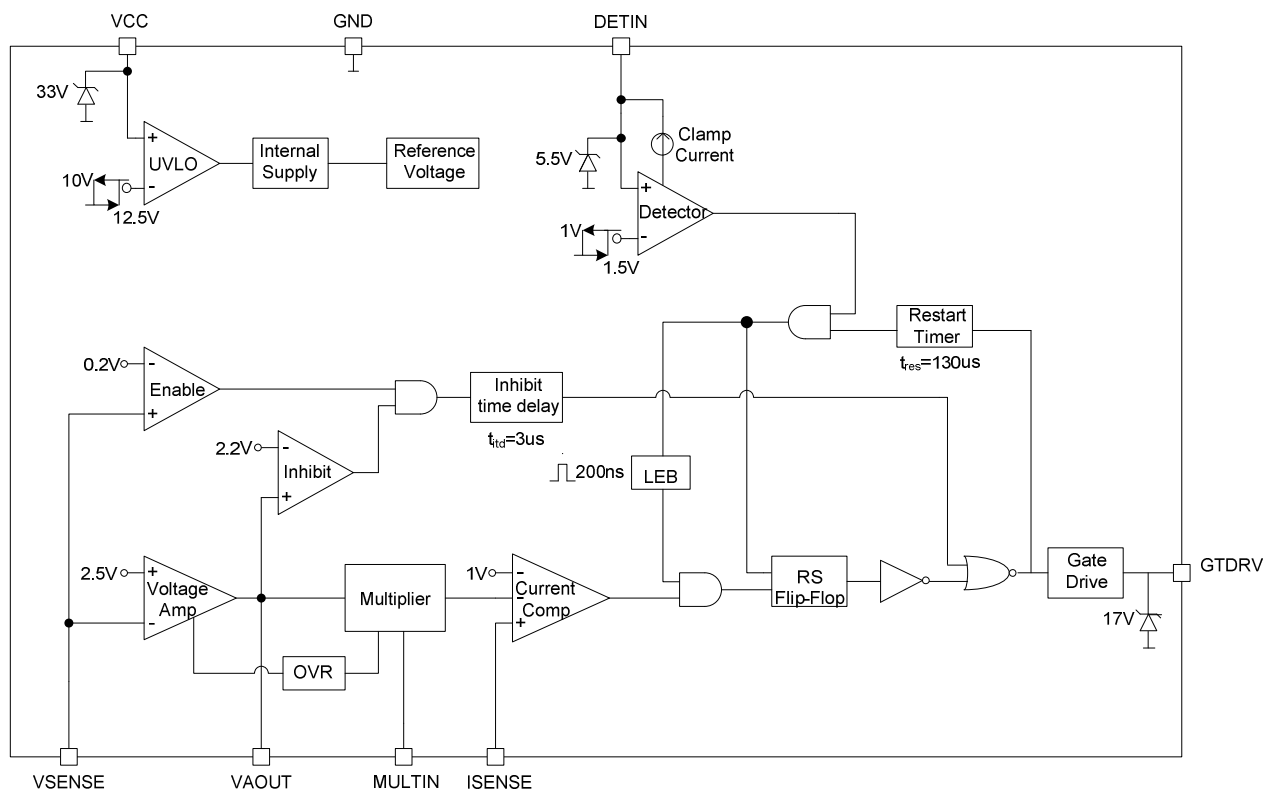 VCC
GND
DETIN
33V
+
UVLO
-
10V
12.5V
Internal
Supply
Reference
Voltage
5.5V
Clamp
Current
+
Detector
-
1V
1.5V
Restart
Timer
tres=130us
0.2V
-
Enable
+
2.2V
-
Inhibit
+
Inhibit
time delay
titd=3us
200ns
LEB
2.5V
+
Voltage
Amp
-
Multiplier
OVR
1V
-
Current
-
Comp
+
RS
Flip-Flop
Gate
Drive
17V
GTDRV
VSENSE
VAOUT
MULTIN
ISENSE